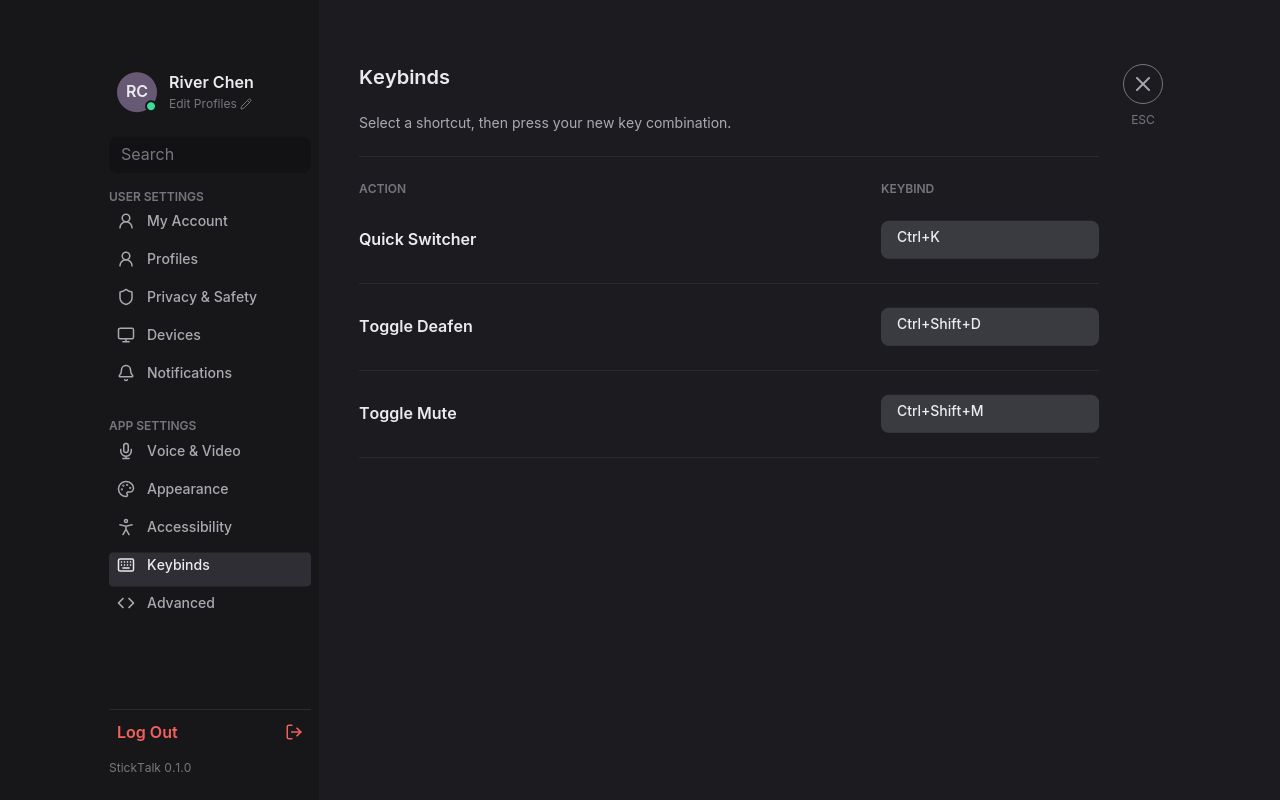 RC
River Chen
Edit Profiles
Search
USER SETTINGS
My Account
Profiles
Privacy & Safety
Devices
Notifications
APP SETTINGS
Voice & Video
Appearance
Accessibility
Keybinds
Advanced
Log Out
StickTalk 0.1.0
Keybinds
Select a shortcut, then press your new key combination.
ACTION KEYBIND
Quick Switcher Ctrl+K
Toggle Deafen Ctrl+Shift+D
Toggle Mute Ctrl+Shift+M
ESC